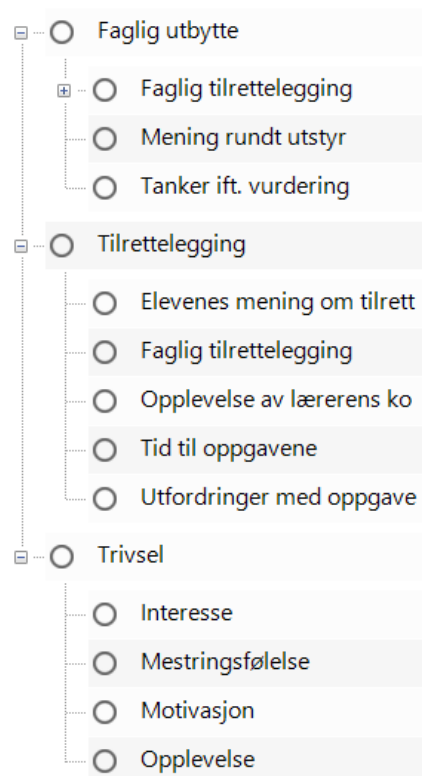 Faglig utbytte
Faglig tilrettelegging
Mening rundt utstyr
Tanker ift. vurdering
Tilrettelegging
Elevenes mening om tilrett
Faglig tilrettelegging
Opplevelse av lærerens ko
Tid til oppgavene
Utfordringer med oppgave
Trivsel
Interesse
Mestringsfølelse
Motivasjon
Opplevelse